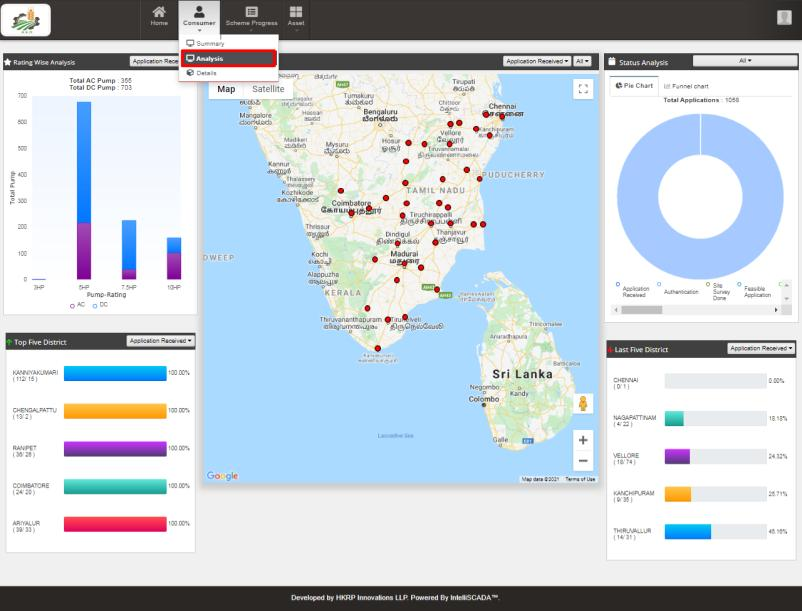 Home
Consumer
Scheme Progress
Asset
Summary
Analysis
Details
Rating Wise Analysis
Application Rece
Total AC Pump : 355
Total DC Pump : 703
700
600
500
400
300
200
100
0
Total Pump
3HP
5HP
7.5HP
10HP
Pump-Rating
AC
DC
Top Five District
Application Received
KANNIYAKUMARI
( 112/ 15 )
100.00%
CHENGALPATTU
( 13/ 2 )
100.00%
RANIPET
( 36/ 28 )
100.00%
COIMBATORE
( 24/ 20 )
100.00%
ARIYALUR
( 39/ 33 )
100.00%
Application Received
All
Map
Satellite
Tumakuru
Tirupati
Mangalore
Hassan
Bengaluru
Chittoor
Chennai
Vellore
Kanchipuram
Madikeri
Mysuru
Hosur
Tiruvannamalai
Kannur
Thalassery
PUDUCHERRY
Kozhikode
TAMIL NADU
Coimbatore
Tiruchirappalli
Thrissur
Dindigul
Thanjavur
DWEEP
Kochi
Madurai
Alappuzha
KERALA
Thiruvananthapuram
Kanyakumari
Trincomalee
Anuradhapura
Batticaloa
Sri Lanka
Negombo
Kandy
Colombo
Galle
Laccadive Sea
Google
Map data ©2021
Terms of Use
Status Analysis
All
Pie Chart
Funnel chart
Total Applications : 1058
Application Received
Authentication
Site Survey Done
Feasible Application
Last Five District
Application Received
CHENNAI
( 0/ 1 )
0.00%
NAGAPATTINAM
( 4/ 22 )
18.18%
VELLORE
( 18/ 74 )
24.32%
KANCHIPURAM
( 9/ 35 )
25.71%
THIRUVALLUR
( 14/ 31 )
45.16%
Developed by HKRP Innovations LLP. Powered By IntelliSCADA™.